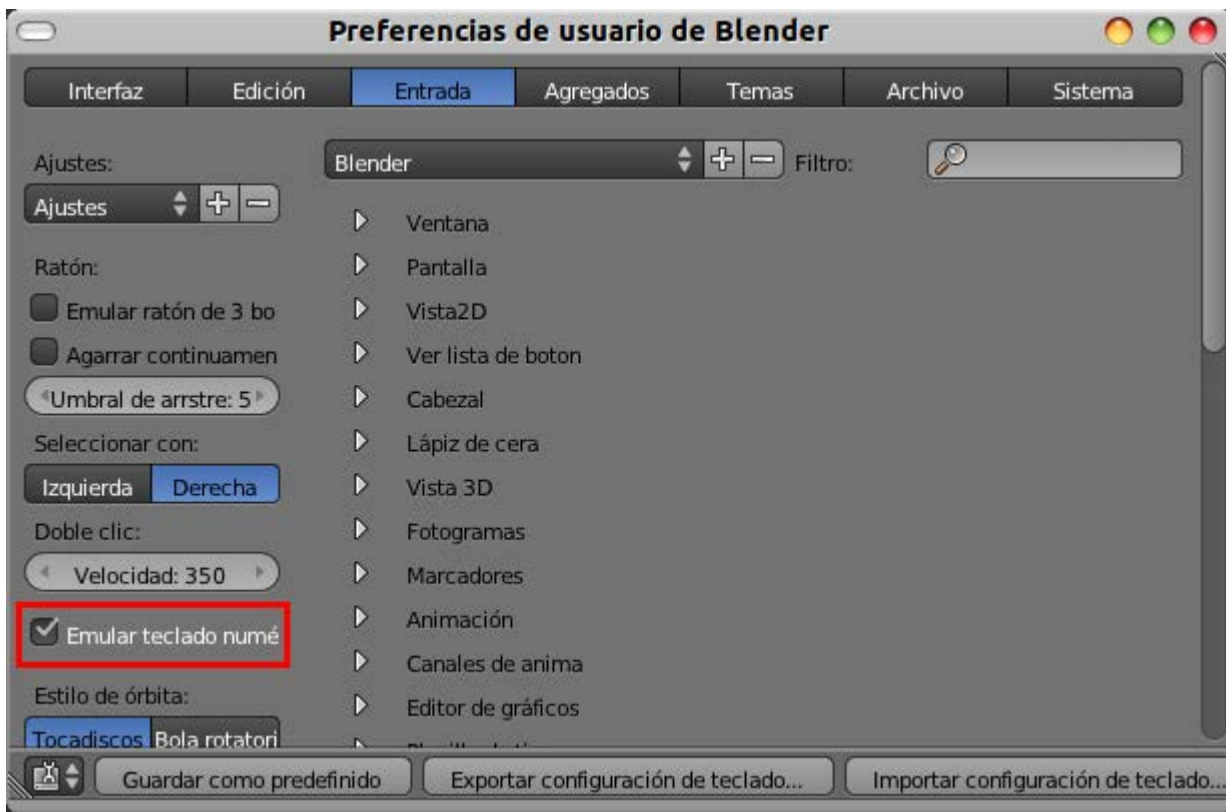 Preferencias de usuario de Blender
Interfaz Edición Entrada Agregados Temas Archivo Sistema
Ajustes:
Ajustes
Ratón:
Emular ratón de 3 bo
Agarrar continuamen
Umbral de arrstre: 5
Seleccionar con:
Izquierda Derecha
Doble clic:
Velocidad: 350
Emular teclado numé
Estilo de órbita:
Tocadiscos Bola rotatori
Blender Filtro:
Ventana
Pantalla
Vista2D
Ver lista de boton
Cabezal
Lápiz de cera
Vista 3D
Fotogramas
Marcadores
Animación
Canales de anima
Editor de gráficos
Guardar como predefinido Exportar configuración de teclado... Importar configuración de teclado...